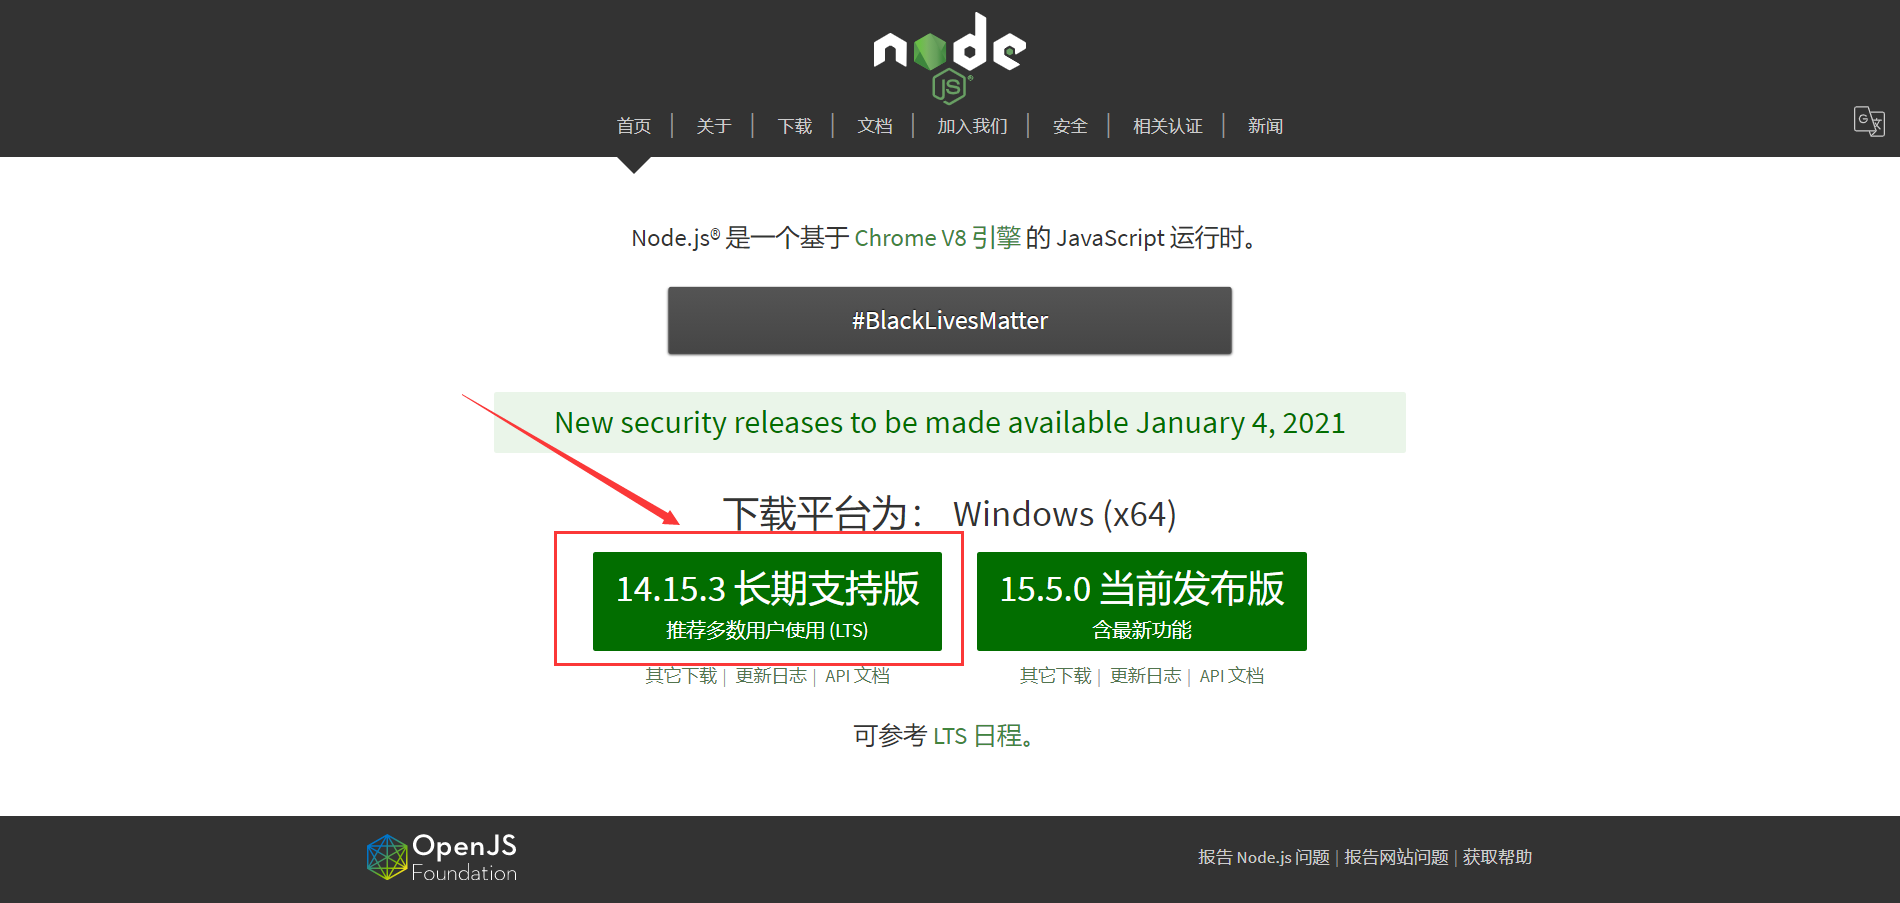 node
JS®
首页 | 关于 | 下载 | 文档 | 加入我们 | 安全 | 相关认证 | 新闻
G 文
Node.js® 是一个基于 Chrome V8 引擎 的 JavaScript 运行时。
#BlackLivesMatter
New security releases to be made available January 4, 2021
下载平台为： Windows (x64)
14.15.3 长期支持版
推荐多数用户使用 (LTS)
其它下载 | 更新日志 | API 文档
15.5.0 当前发布版
含最新功能
其它下载 | 更新日志 | API 文档
可参考 LTS 日程。
OpenJS
Foundation
报告 Node.js 问题 | 报告网站问题 | 获取帮助